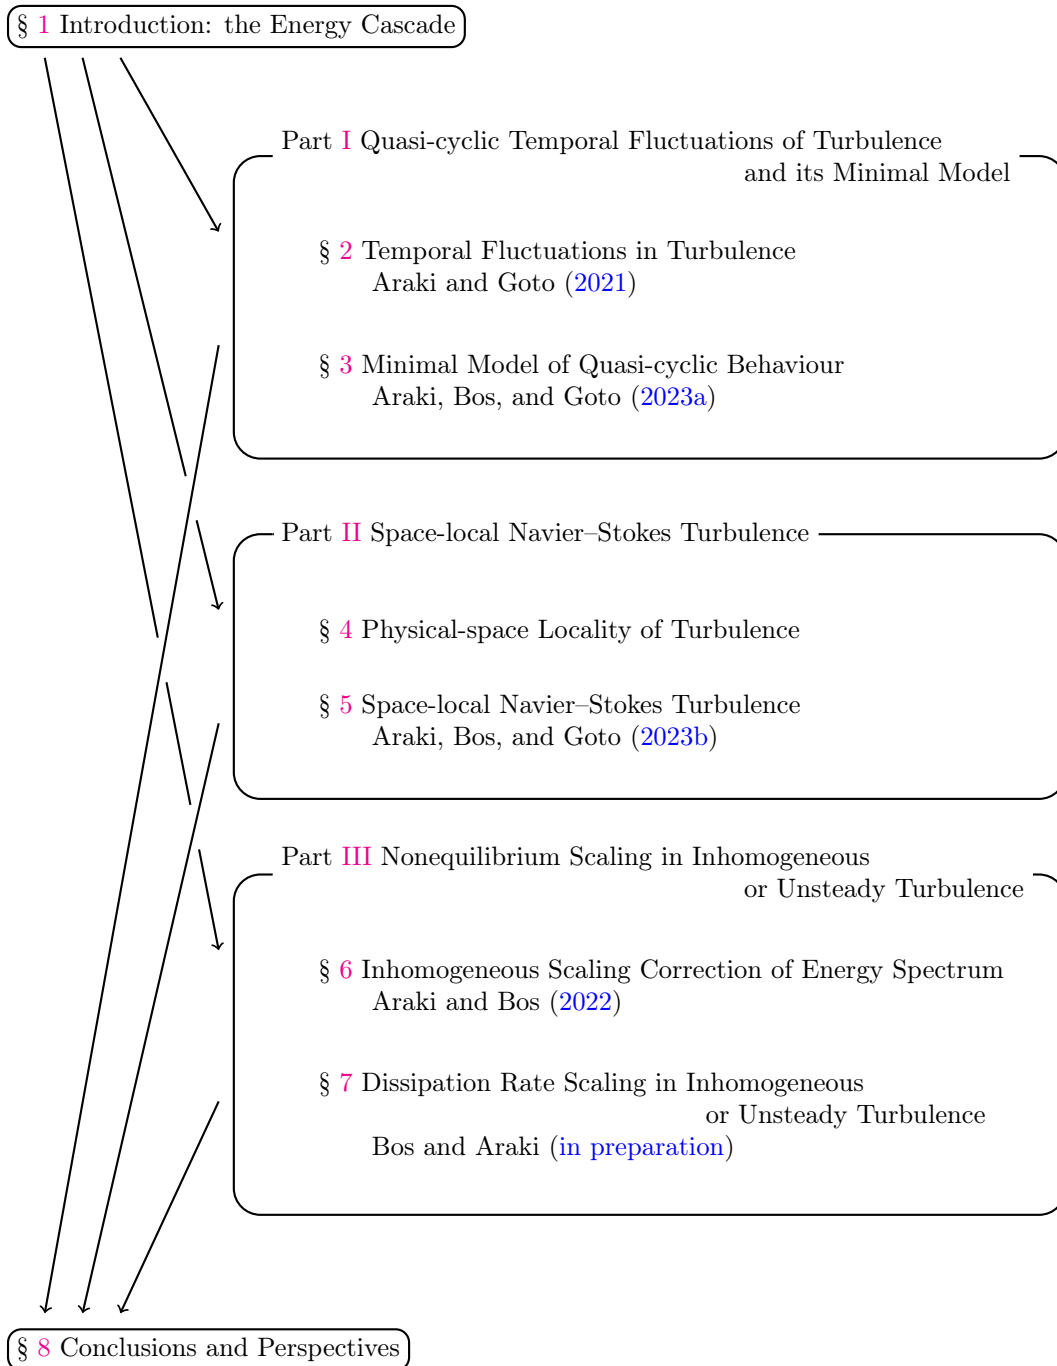 § 1 Introduction: the Energy Cascade
Part I Quasi-cyclic Temporal Fluctuations of Turbulence
and its Minimal Model
§ 2 Temporal Fluctuations in Turbulence
Araki and Goto (2021)
§ 3 Minimal Model of Quasi-cyclic Behaviour
Araki, Bos, and Goto (2023a)
Part II Space-local Navier–Stokes Turbulence
§ 4 Physical-space Locality of Turbulence
§ 5 Space-local Navier–Stokes Turbulence
Araki, Bos, and Goto (2023b)
Part III Nonequilibrium Scaling in Inhomogeneous
or Unsteady Turbulence
§ 6 Inhomogeneous Scaling Correction of Energy Spectrum
Araki and Bos (2022)
§ 7 Dissipation Rate Scaling in Inhomogeneous
or Unsteady Turbulence
Bos and Araki (in preparation)
§ 8 Conclusions and Perspectives